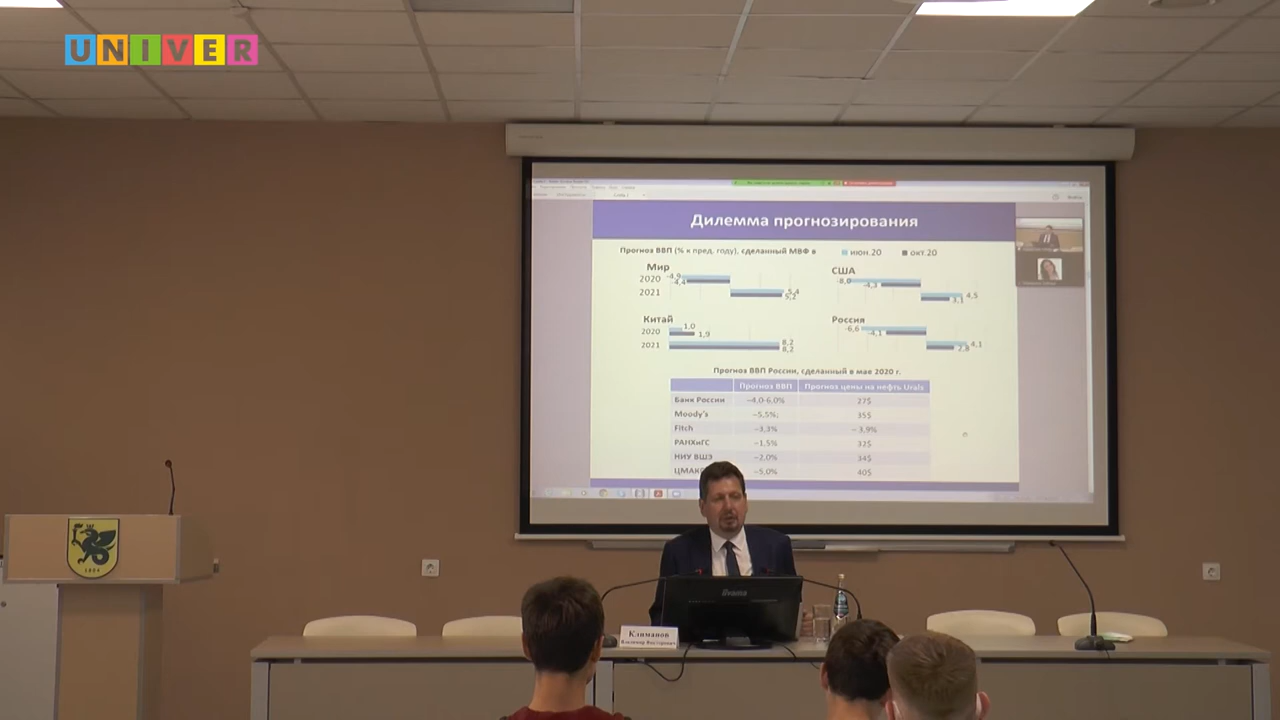 UNIVER
Дилемма прогнозирования
Прогноз ВВП (% к пред. году), сделанный МВФ в
июн.20
окт.20
Мир
2020
-4,9
-4,4
2021
5,4
5,2
США
-8,0
-4,3
4,5
3,1
Китай
2020
1,0
1,9
2021
8,2
8,2
Россия
-6,6
-4,1
4,1
2,8
Прогноз ВВП России, сделанный в мае 2020 г.
Прогноз ВВП Прогноз цены на нефть Urals
Банк России –4,0-6,0% 27$
Moody's –5,5%; 35$
Fitch –3,3% – 3,9%
РАНХиГС –1,5% 32$
НИУ ВШЭ –2,0% 34$
–5,0% 40$
iiyama
Климанов
Владимир Викторович
1804